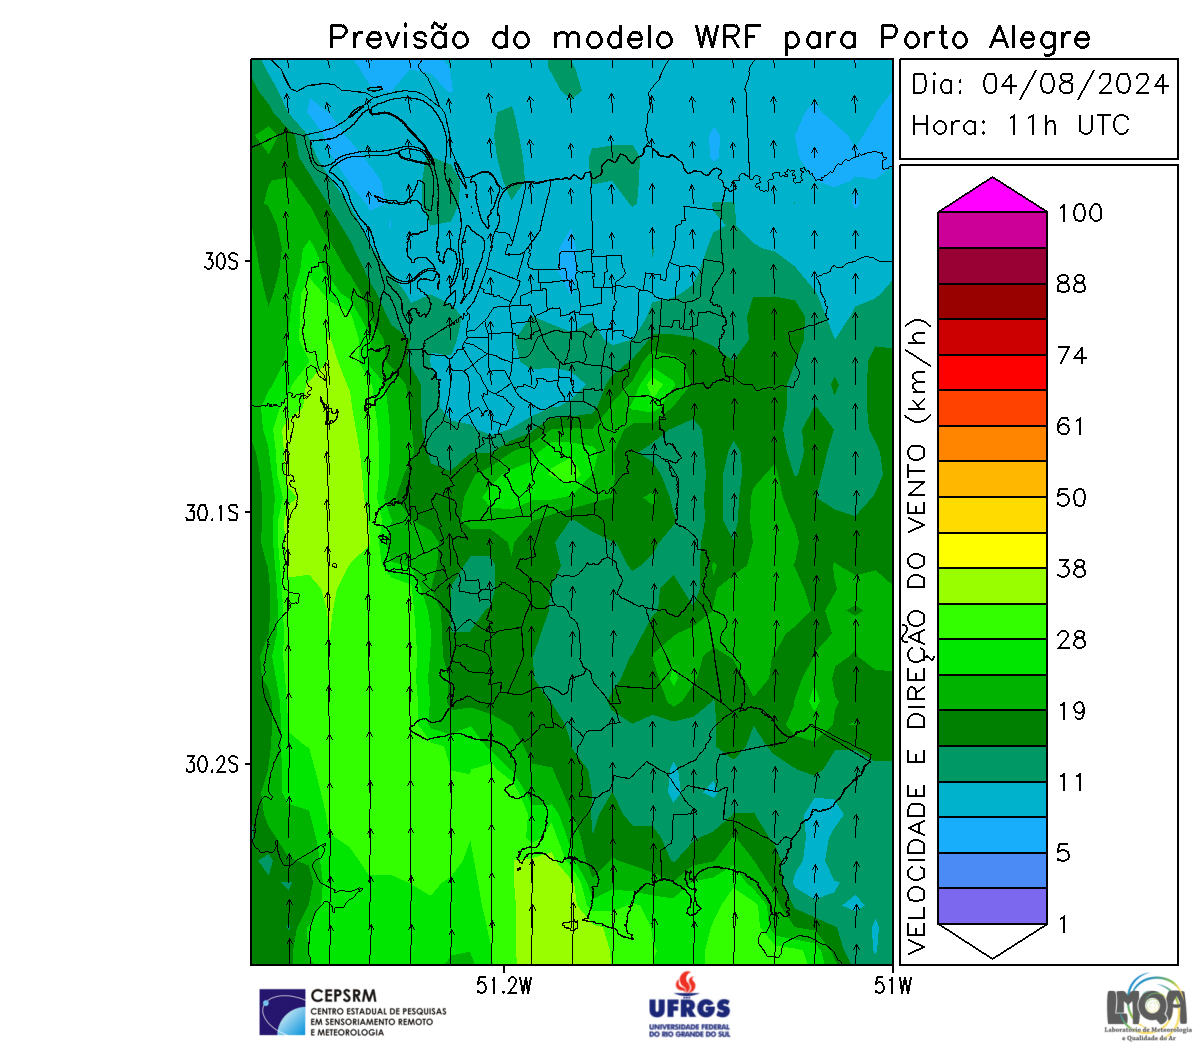 Previsão do modelo WRF para Porto Alegre
Dia: 04/08/2024
Hora: 11h UTC
30S
30.1S
30.2S
51.2W
51W
VELOCIDADE E DIREÇÃO DO VENTO (km/h)
100
88
74
61
50
38
28
19
11
5
1
CEPSRM
CENTRO ESTADUAL DE PESQUISAS
EM SENSORIAMENTO REMOTO
E METEOROLOGIA
UFRGS
UNIVERSIDADE FEDERAL
DO RIO GRANDE DO SUL
LMQA
Laboratório de Meteorologia
e Qualidade do Ar